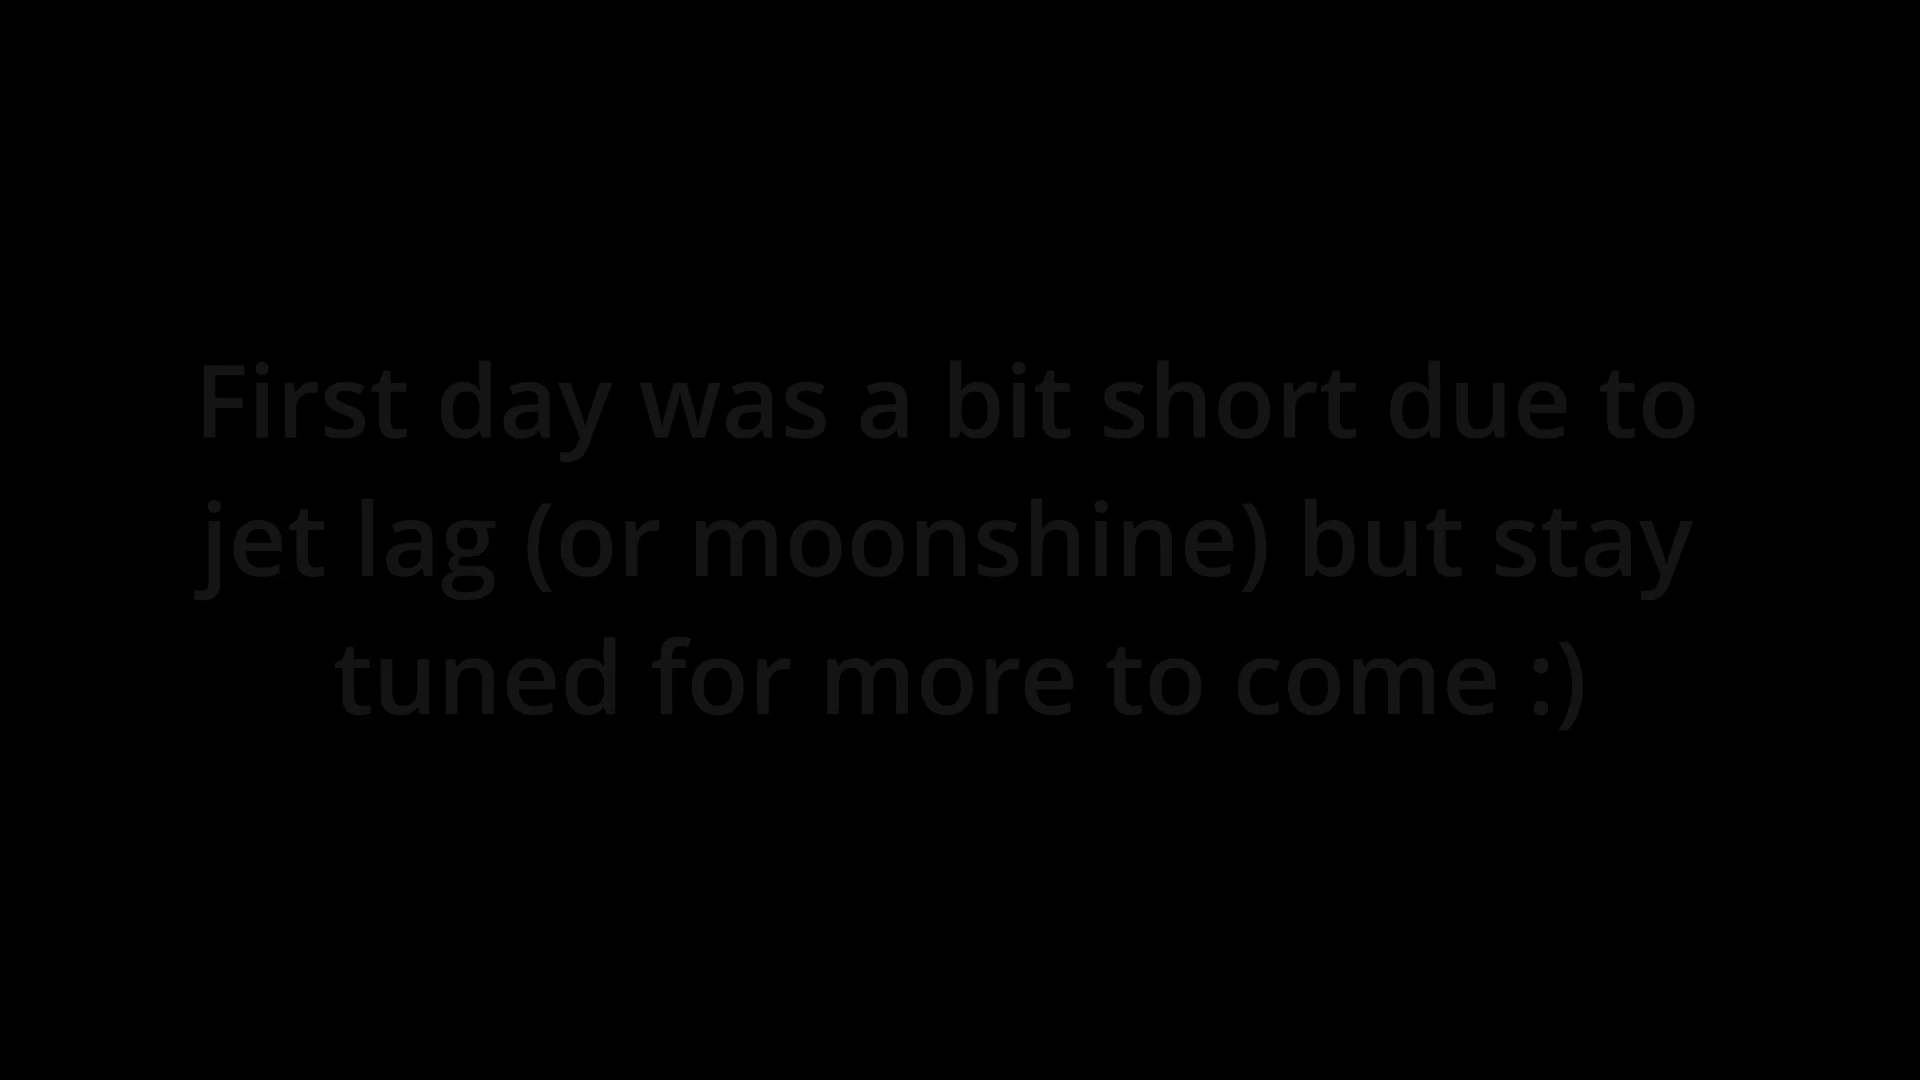 First day was a bit short due to
jet lag (or moonshine) but stay
tuned for more to come :)